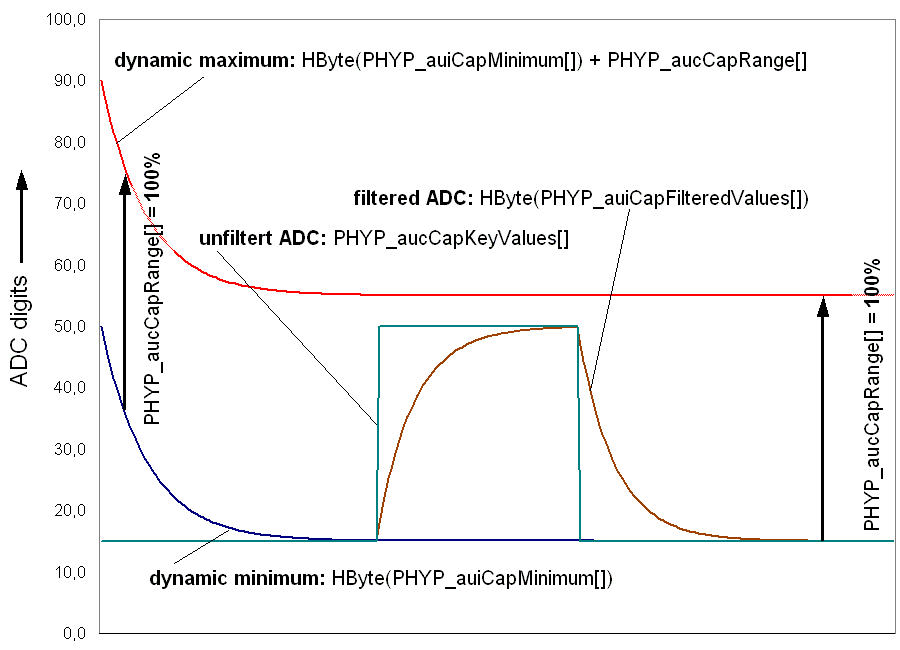 100,0
dynamic maximum: HByte(PHYP_auiCapMinimum[]) + PHYP_aucCapRange[]
90,0
80,0
70,0
filtered ADC: HByte(PHYP_auiCapFilteredValues[])
unfiltert ADC: PHYP_aucCapKeyValues[]
60,0
50,0
40,0
30,0
20,0
10,0
0,0
ADC digits
PHYP_aucCapRange[] = 100%
PHYP_aucCapRange[] = 100%
dynamic minimum: HByte(PHYP_auiCapMinimum[])